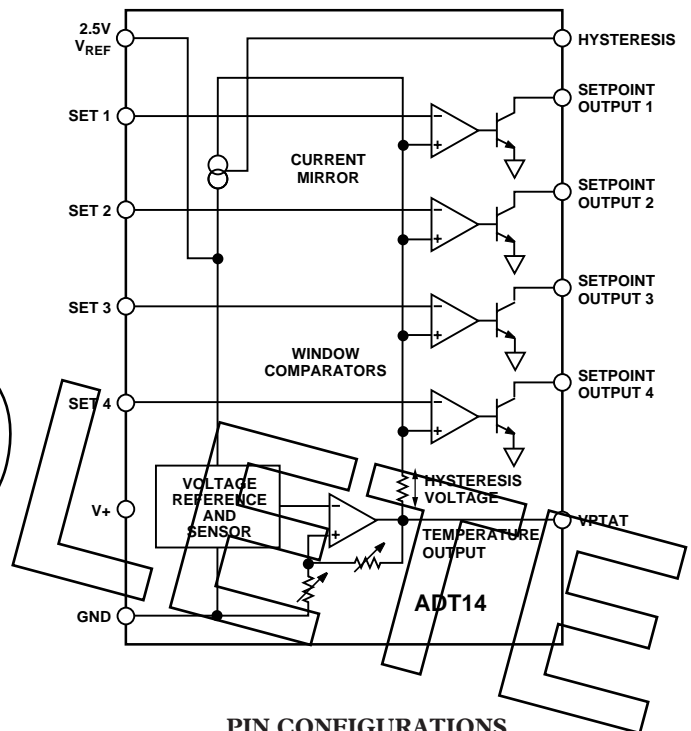 2.5V
VREF
HYSTERESIS
SETPOINT
OUTPUT 1
SET 1
CURRENT
MIRROR
SETPOINT
OUTPUT 2
SET 2
SETPOINT
OUTPUT 3
SET 3
WINDOW
COMPARATORS
SETPOINT
OUTPUT 4
SET 4
VOLTAGE
REFERENCE
AND
SENSOR
HYSTERESIS
VOLTAGE
V+
VPTAT
TEMPERATURE
OUTPUT
ADT14
GND
LETE
PIN CONFIGURATIONS